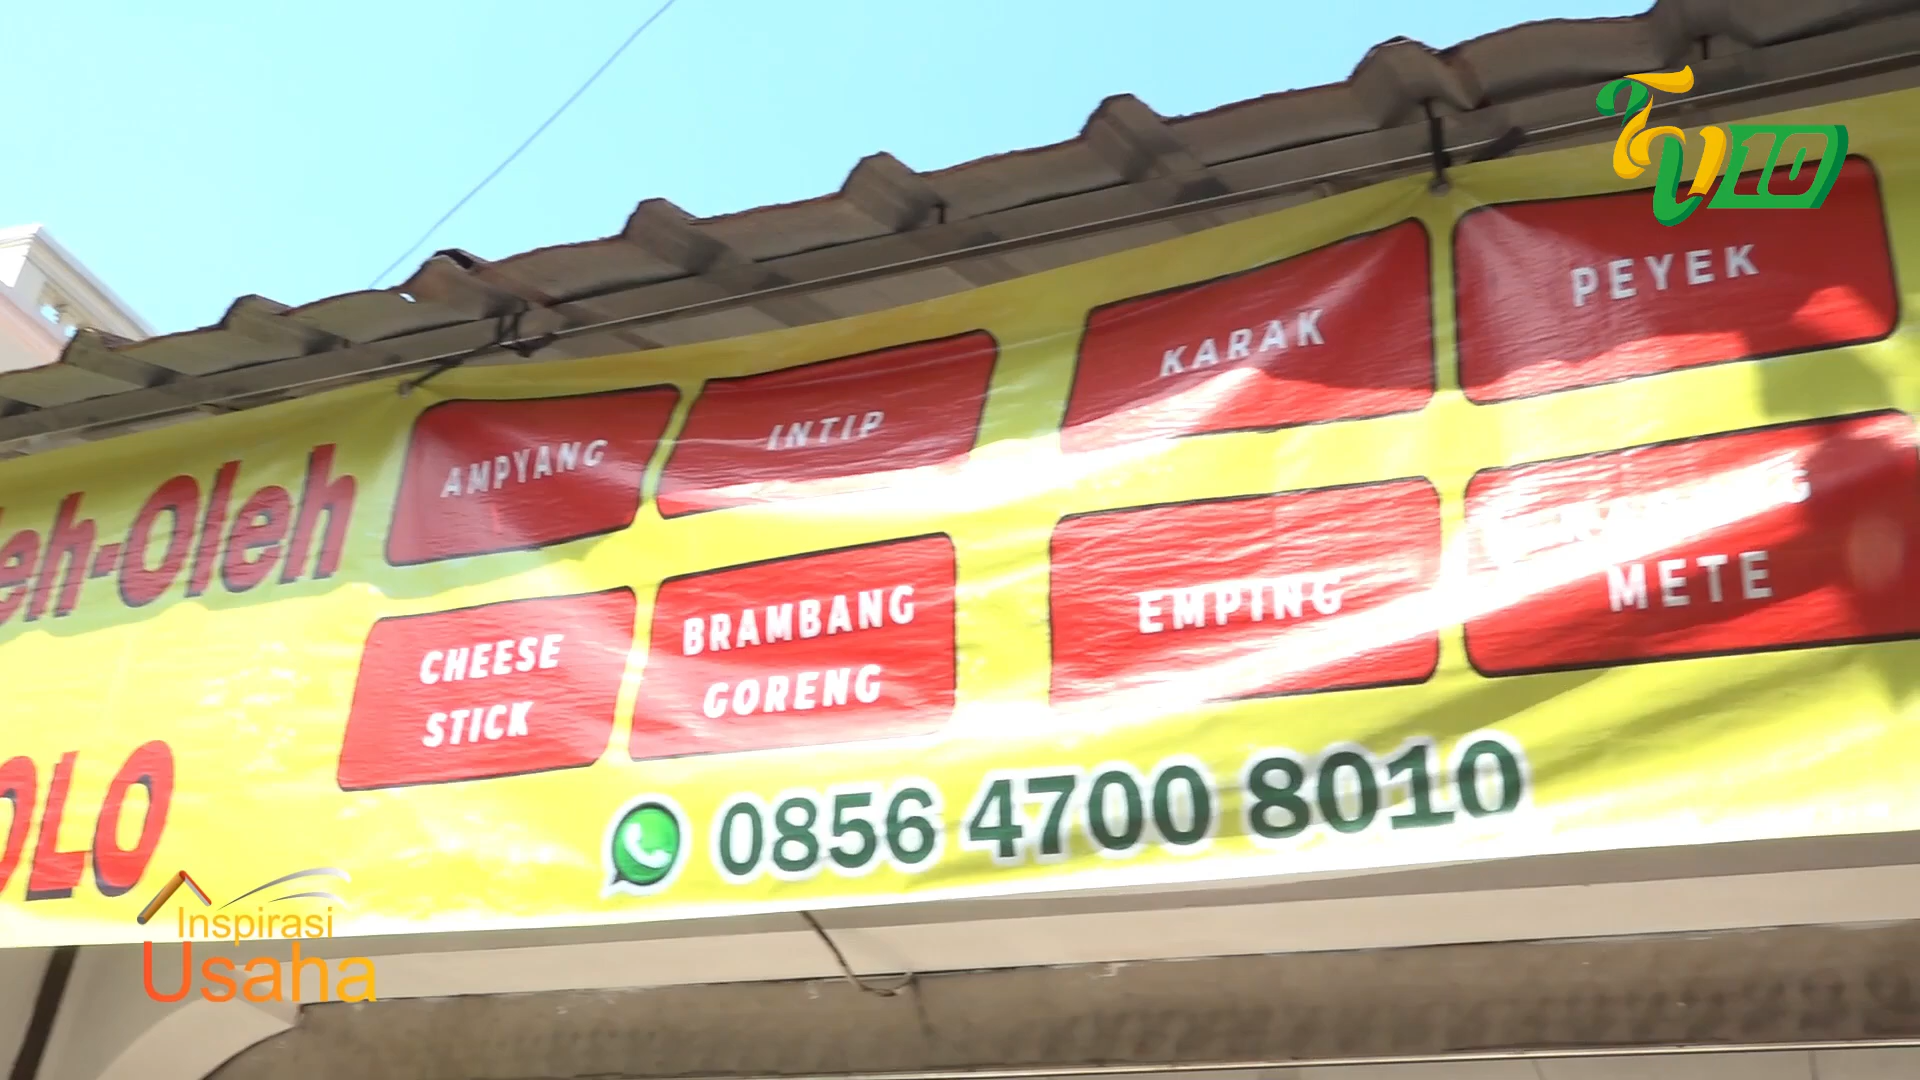 TV10
AMPYANG
INTIP
KARAK
PEYEK
eh-Oleh
CHEESE
STICK
BRAMBANG
GORENG
EMPING
METE
OLO
0856 4700 8010
Inspirasi
Usaha